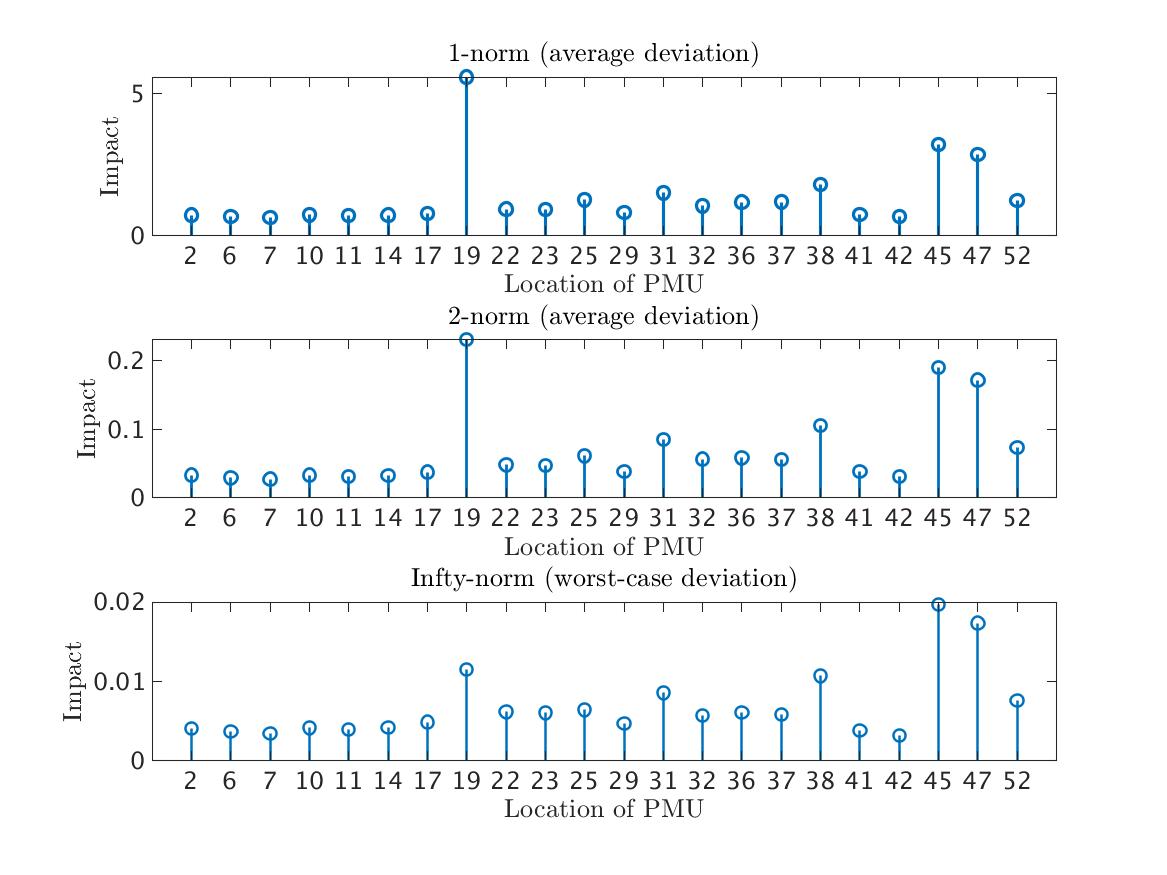 1-norm (average deviation)
5
0
Impact
2 6 7 10 11 14 17 19 22 23 25 29 31 32 36 37 38 41 42 45 47 52
Location of PMU
2-norm (average deviation)
0.2
0.1
0
Impact
2 6 7 10 11 14 17 19 22 23 25 29 31 32 36 37 38 41 42 45 47 52
Location of PMU
Infty-norm (worst-case deviation)
0.02
0.01
0
Impact
2 6 7 10 11 14 17 19 22 23 25 29 31 32 36 37 38 41 42 45 47 52
Location of PMU